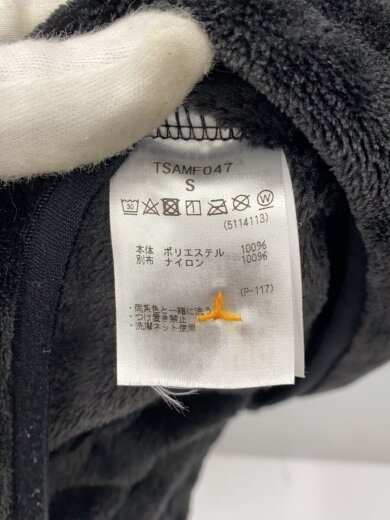 TSAMF047
S
(5114113)
本体 ポリエステル 100%
別布 ナイロン 100%
(P-117)
・同系色と一緒に洗う
・つけ置き禁止
・洗濯ネット使用